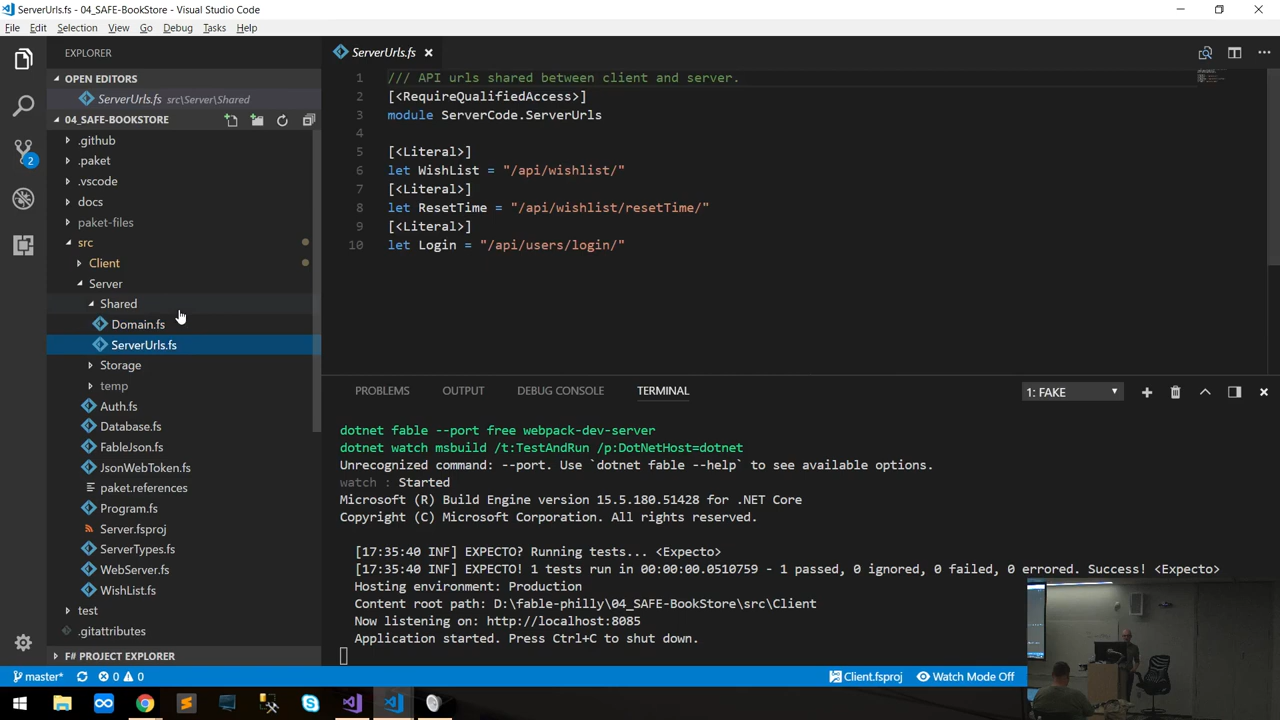 ServerUrls.fs - 04_SAFE-BookStore - Visual Studio Code
File Edit Selection View Go Debug Tasks Help
EXPLORER
OPEN EDITORS
ServerUrls.fs src\Server\Shared
04_SAFE-BOOKSTORE
.github
.paket
.vscode
docs
paket-files
src
Client
Server
Shared
Domain.fs
ServerUrls.fs
Storage
temp
Auth.fs
Database.fs
FableJson.fs
JsonWebToken.fs
paket.references
Program.fs
Server.fsproj
ServerTypes.fs
WebServer.fs
WishList.fs
test
.gitattributes
F# PROJECT EXPLORER
2
ServerUrls.fs
1 /// API urls shared between client and server.
2 [<RequireQualifiedAccess>]
3 module ServerCode.ServerUrls
4
5 [<Literal>]
6 let WishList = "/api/wishlist/"
7 [<Literal>]
8 let ResetTime = "/api/wishlist/resetTime/"
9 [<Literal>]
10 let Login = "/api/users/login/"
PROBLEMS OUTPUT DEBUG CONSOLE TERMINAL 1: FAKE
dotnet fable --port free webpack-dev-server
dotnet watch msbuild /t:TestAndRun /p:DotNetHost=dotnet
Unrecognized command: --port. Use `dotnet fable --help` to see available options.
watch : Started
Microsoft (R) Build Engine version 15.5.180.51428 for .NET Core
Copyright (C) Microsoft Corporation. All rights reserved.
[17:35:40 INF] EXPECTO? Running tests... <Expecto>
[17:35:40 INF] EXPECTO! 1 tests run in 00:00:00.0510759 - 1 passed, 0 ignored, 0 failed, 0 errored. Success! <Expecto>
Hosting environment: Production
Content root path: D:\fable-philly\04_SAFE-BookStore\src\Client
Now listening on: http://localhost:8085
Application started. Press Ctrl+C to shut down.
master* 0 0 Client.fsproj Watch Mode Off